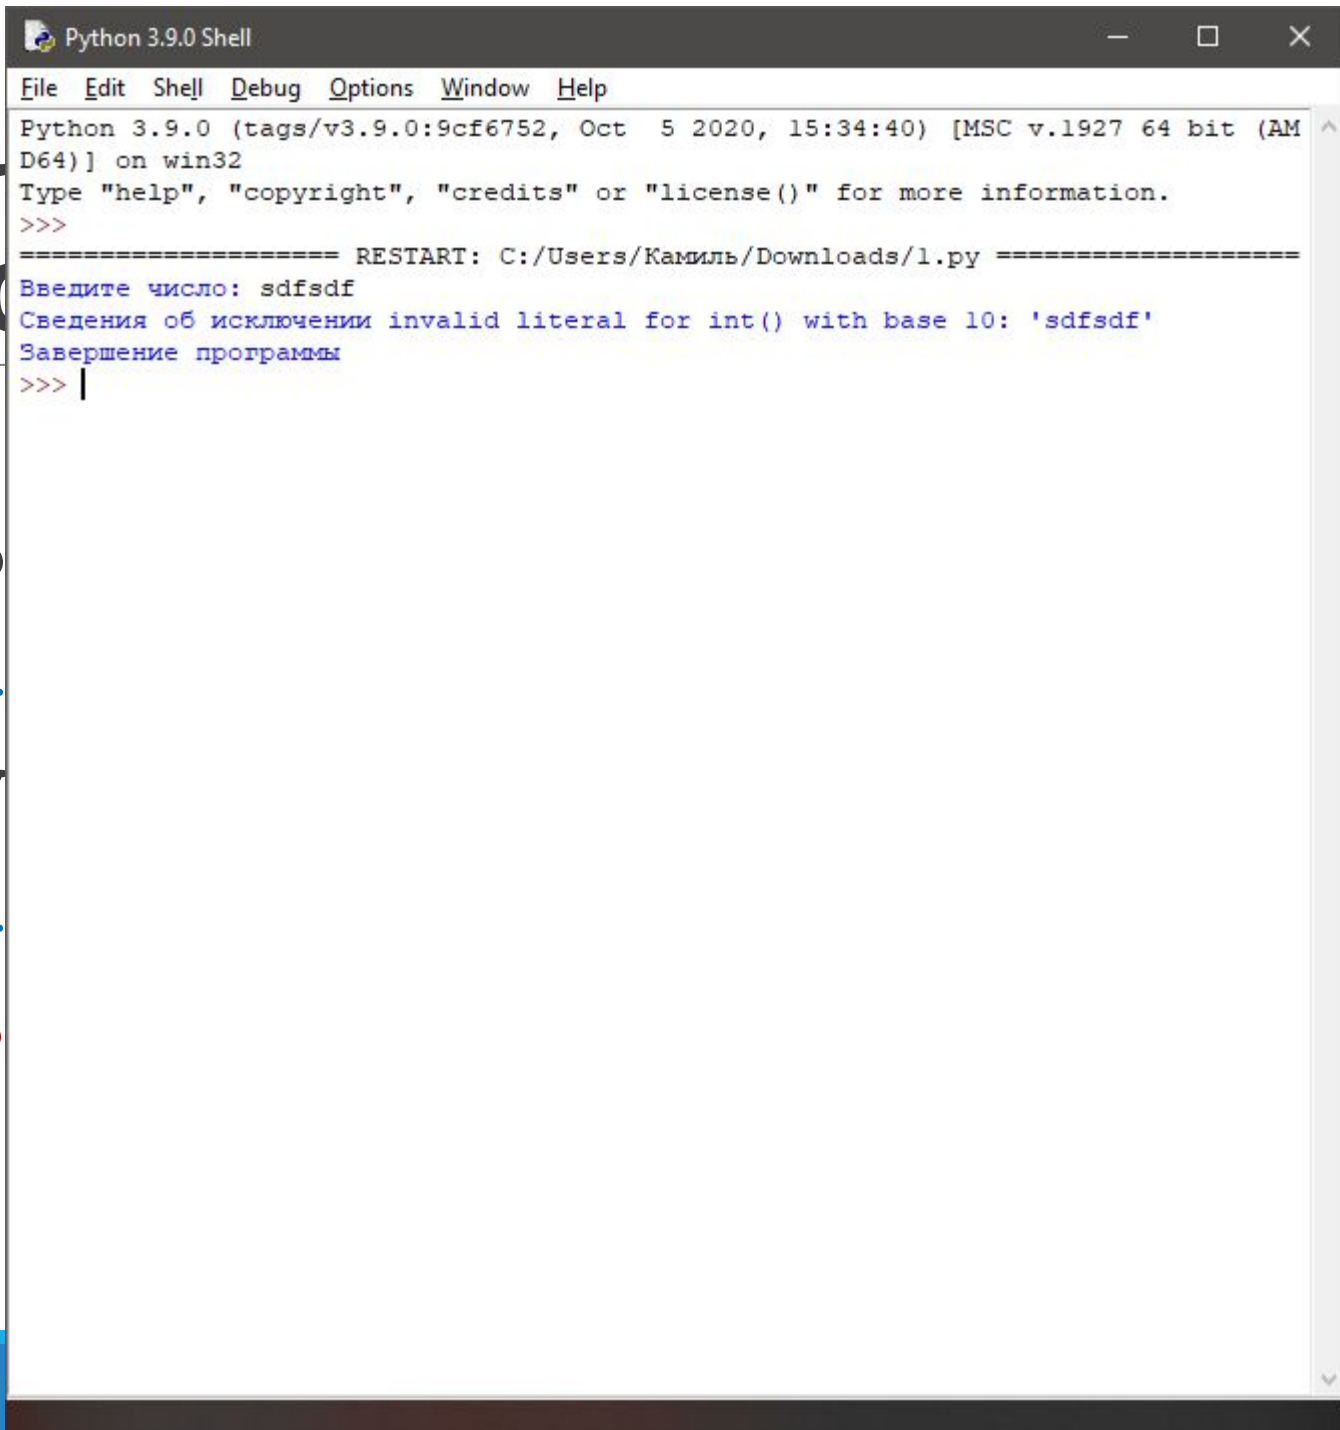 Python 3.9.0 Shell
File Edit Shell Debug Options Window Help
Python 3.9.0 (tags/v3.9.0:9cf6752, Oct  5 2020, 15:34:40) [MSC v.1927 64 bit (AM
D64)] on win32
Type "help", "copyright", "credits" or "license()" for more information.
>>>
==================== RESTART: C:/Users/Камиль/Downloads/1.py ===================
Введите число: sdfsdf
Сведения об исключении invalid literal for int() with base 10: 'sdfsdf'
Завершение программы
>>>